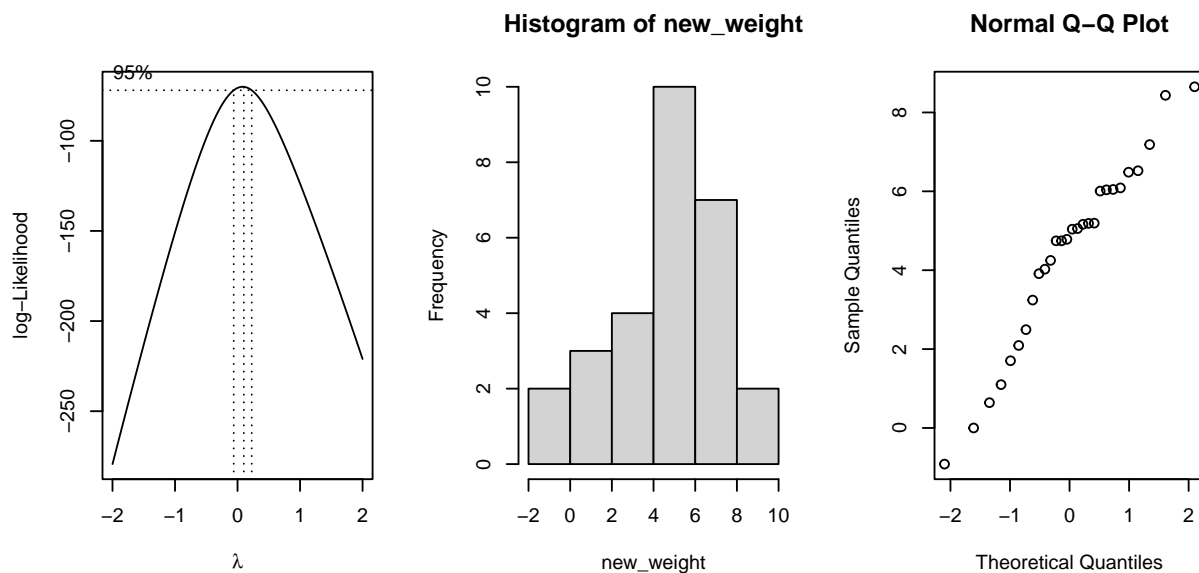 95%
−100
−150
−200
−250
log−Likelihood
−2 −1 0 1 2
λ
Histogram of new_weight
10
8
6
4
2
0
Frequency
−2 0 2 4 6 8 10
new_weight
Normal Q−Q Plot
8
6
4
2
0
Sample Quantiles
−2 −1 0 1 2
Theoretical Quantiles